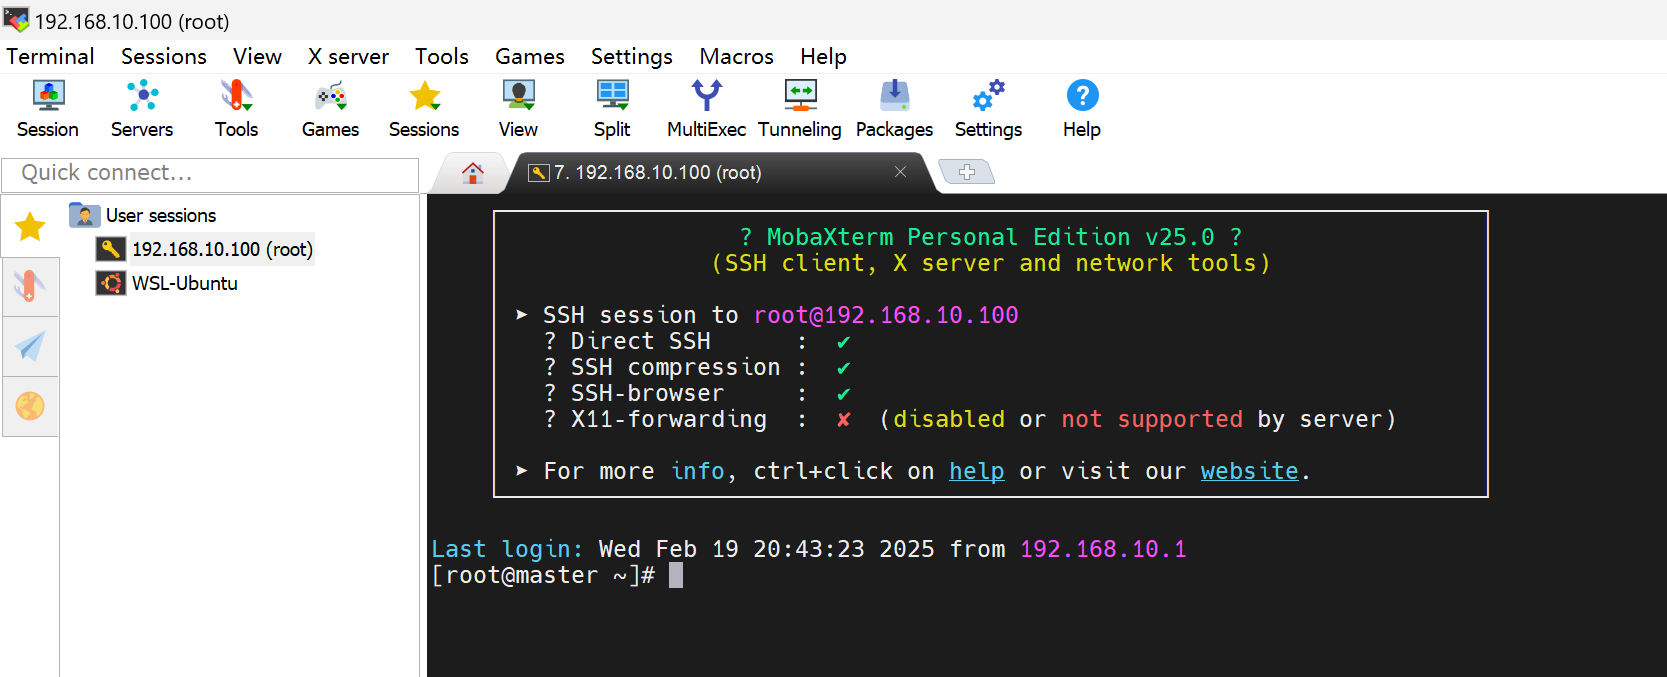 192.168.10.100 (root)
Terminal Sessions View X server Tools Games Settings Macros Help
Session Servers Tools Games Sessions View Split MultiExec Tunneling Packages Settings Help
Quick connect...
7. 192.168.10.100 (root)
User sessions
192.168.10.100 (root)
WSL-Ubuntu
? MobaXterm Personal Edition v25.0 ?
(SSH client, X server and network tools)
➤ SSH session to root@192.168.10.100
? Direct SSH : ✔
? SSH compression : ✔
? SSH-browser : ✔
? X11-forwarding : ✘ (disabled or not supported by server)
➤ For more info, ctrl+click on help or visit our website.
Last login: Wed Feb 19 20:43:23 2025 from 192.168.10.1
[root@master ~]#